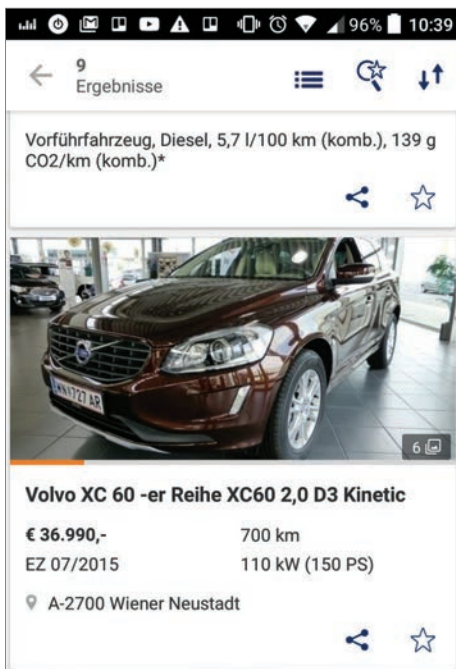 96% 10:39
9
Ergebnisse
Vorführfahrzeug, Diesel, 5,7 l/100 km (komb.), 139 g
CO2/km (komb.)*
WN 727 AR
6
Volvo XC 60 -er Reihe XC60 2,0 D3 Kinetic
€ 36.990,- 700 km
EZ 07/2015 110 kW (150 PS)
A-2700 Wiener Neustadt